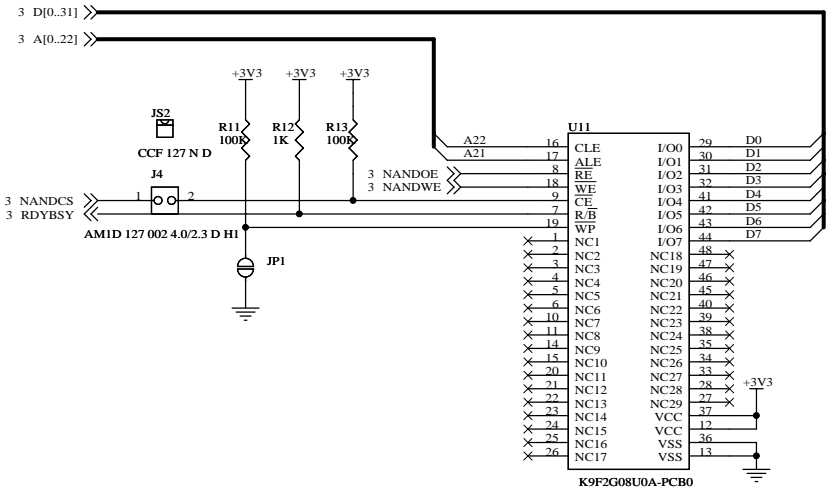 3 D[0..31]
3 A[0..22]
+3V3 +3V3 +3V3
JS2
CCF 127 N D
R11 100K
R12 1K
R13 100K
J4
1 2
AM1D 127 002 4.0/2.3 D H1
3 NANDCS
3 RDYBSY
JP1
A22
A21
3 NANDOE
3 NANDWE
U11
16 CLE I/O0 29 D0
17 ALE I/O1 30 D1
8 RE I/O2 31 D2
18 WE I/O3 32 D3
9 CE I/O4 41 D4
7 R/B I/O5 42 D5
19 WP I/O6 43 D6
1 NC1 I/O7 44 D7
2 NC2 NC18 48
3 NC3 NC19 47
4 NC4 NC20 46
5 NC5 NC21 45
6 NC6 NC22 40
10 NC7 NC23 39
11 NC8 NC24 38
14 NC9 NC25 35
15 NC10 NC26 34
20 NC11 NC27 33
21 NC12 NC28 28
22 NC13 NC29 27
23 NC14 VCC 37
24 NC15 VCC 12
25 NC16 VSS 36
26 NC17 VSS 13
+3V3
K9F2G08U0A-PCB0